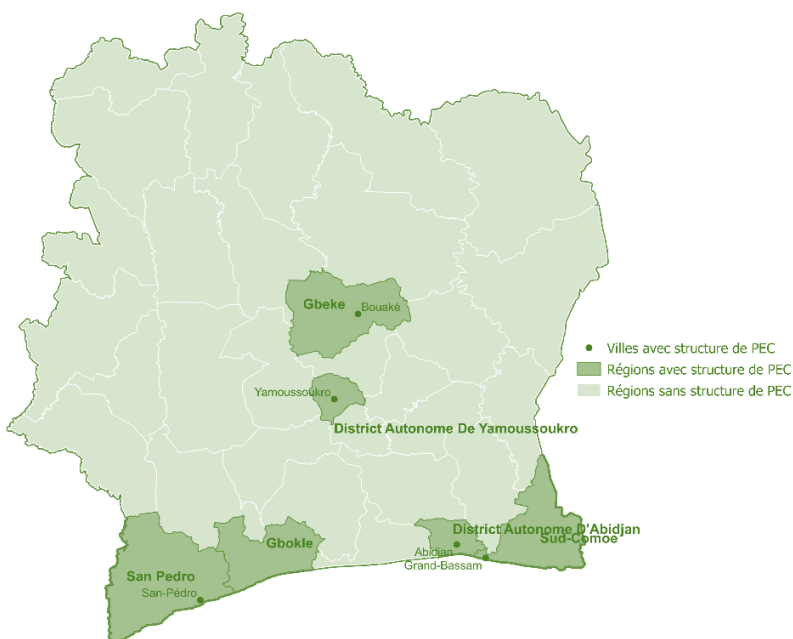 Gbeke
Bouaké
Villes avec structure de PEC
Régions avec structure de PEC
Régions sans structure de PEC
Yamoussoukro
District Autonome De Yamoussoukro
District Autonome D'Abidjan
Sud-Comoe
Gbokle
Abidjan
Grand-Bassam
San Pedro
San-Pédro